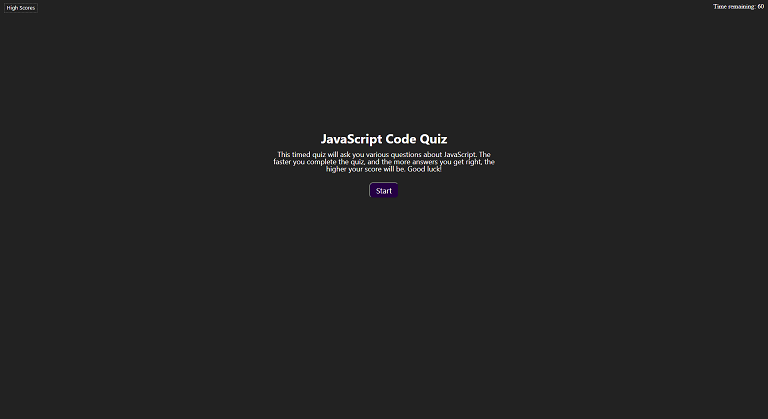 High Scores
Time remaining: 60
JavaScript Code Quiz
This timed quiz will ask you various questions about JavaScript. The
faster you complete the quiz, and the more answers you get right, the
higher your score will be. Good luck!
Start